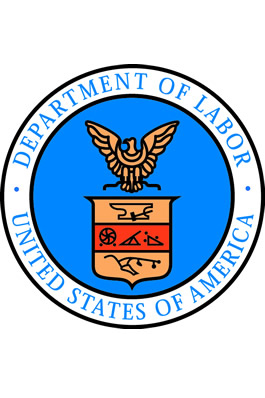 DEPARTMENT OF LABOR
UNITED STATES OF AMERICA